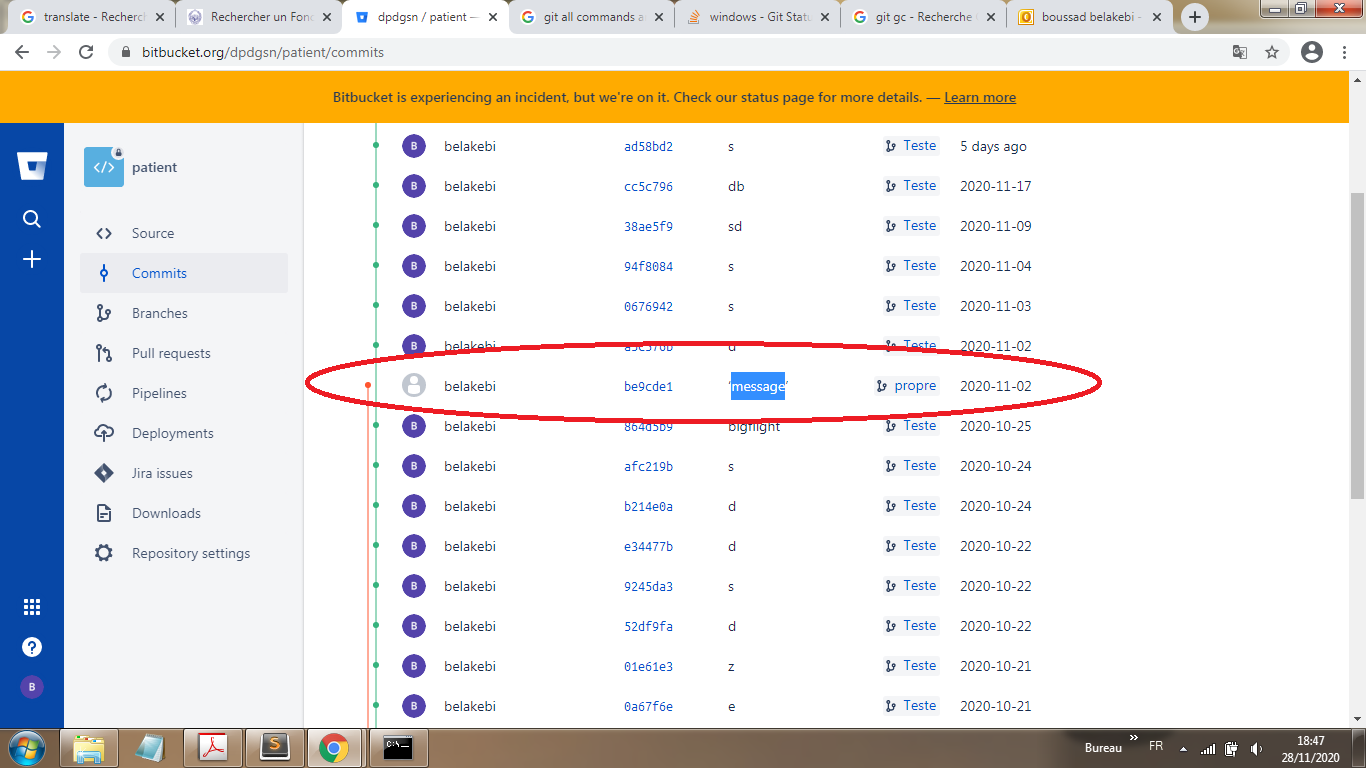 translate - Recherch
Rechercher un Fond
dpdgsn / patient —
git all commands a
windows - Git Statu
git gc - Recherche
boussad belakebi -
bitbucket.org/dpdgsn/patient/commits
Bitbucket is experiencing an incident, but we're on it. Check our status page for more details. — Learn more
patient
Source
Commits
Branches
Pull requests
Pipelines
Deployments
Jira issues
Downloads
Repository settings
B
B belakebi ad58bd2 s Teste 5 days ago
B belakebi cc5c796 db Teste 2020-11-17
B belakebi 38ae5f9 sd Teste 2020-11-09
B belakebi 94f8084 s Teste 2020-11-04
B belakebi 0676942 s Teste 2020-11-03
B belakebi d Teste 2020-11-02
belakebi be9cde1 'message' propre 2020-11-02
B belakebi 864d5b9 bigflight Teste 2020-10-25
B belakebi afc219b s Teste 2020-10-24
B belakebi b214e0a d Teste 2020-10-24
B belakebi e34477b d Teste 2020-10-22
B belakebi 9245da3 s Teste 2020-10-22
B belakebi 52df9fa d Teste 2020-10-22
B belakebi 01e61e3 z Teste 2020-10-21
B belakebi 0a67f6e e Teste 2020-10-21
Bureau » FR 18:47
28/11/2020